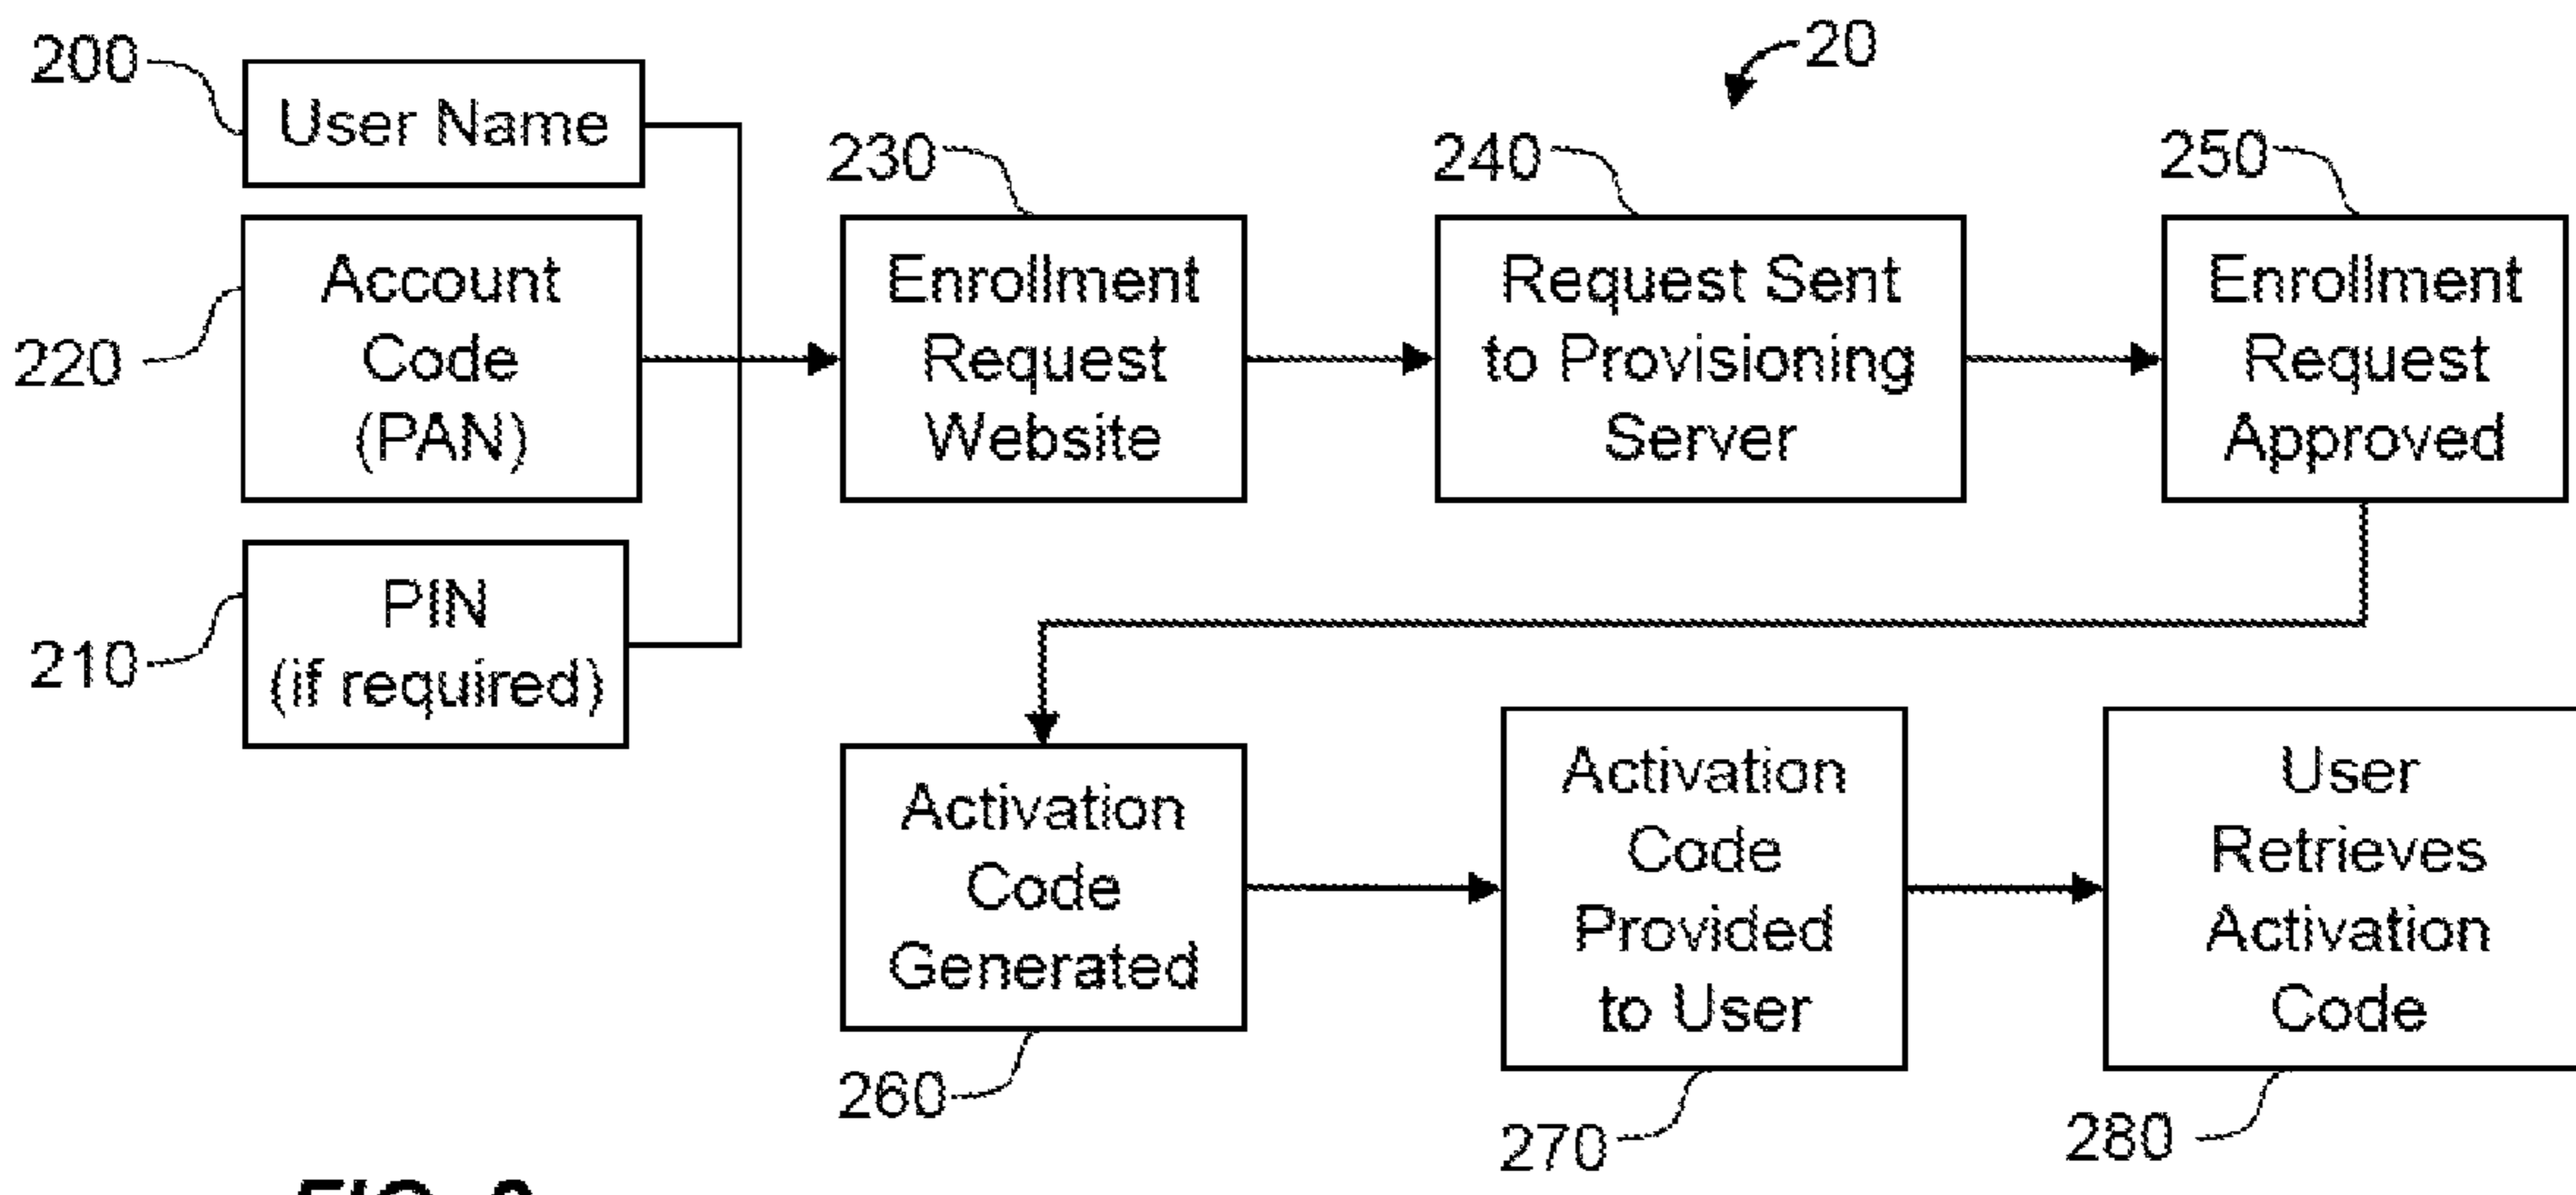 20
200
User Name
220
Account
Code
(PAN)
210
PIN
(if required)
230
Enrollment
Request
Website
240
Request Sent
to Provisioning
Server
250
Enrollment
Request
Approved
Activation
Code
Generated
260
Activation
Code
Provided
to User
270
User
Retrieves
Activation
Code
280